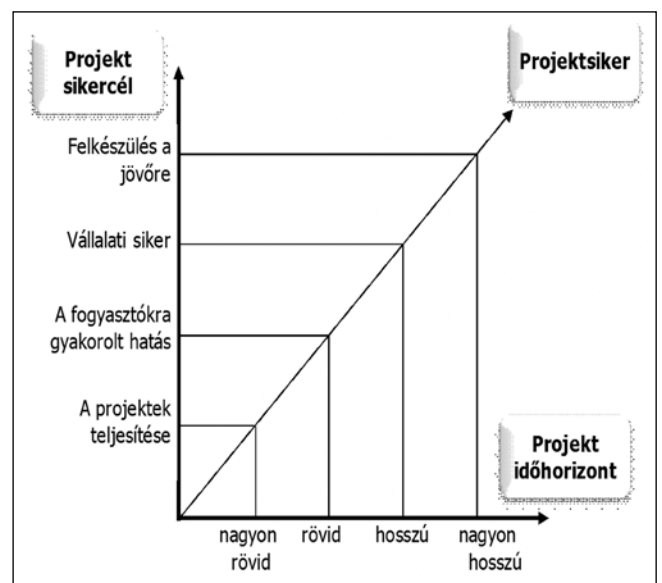 Projekt
sikercél
Projektsiker
Felkészülés a
jövőre
Vállalati siker
A fogyasztókra
gyakorolt hatás
A projektek
teljesítése
Projekt
időhorizont
nagyon
rövid
rövid
hosszú
nagyon
hosszú